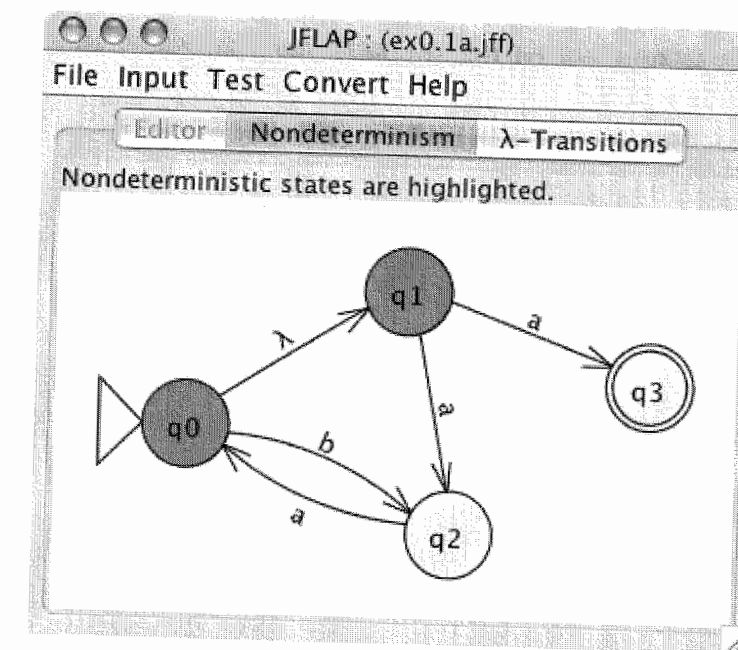 JFLAP : (ex0.1a.jff)
File Input Test Convert Help
Editor Nondeterminism λ-Transitions
Nondeterministic states are highlighted.
q1
λ
a
q3
a
q0
b
a
q2